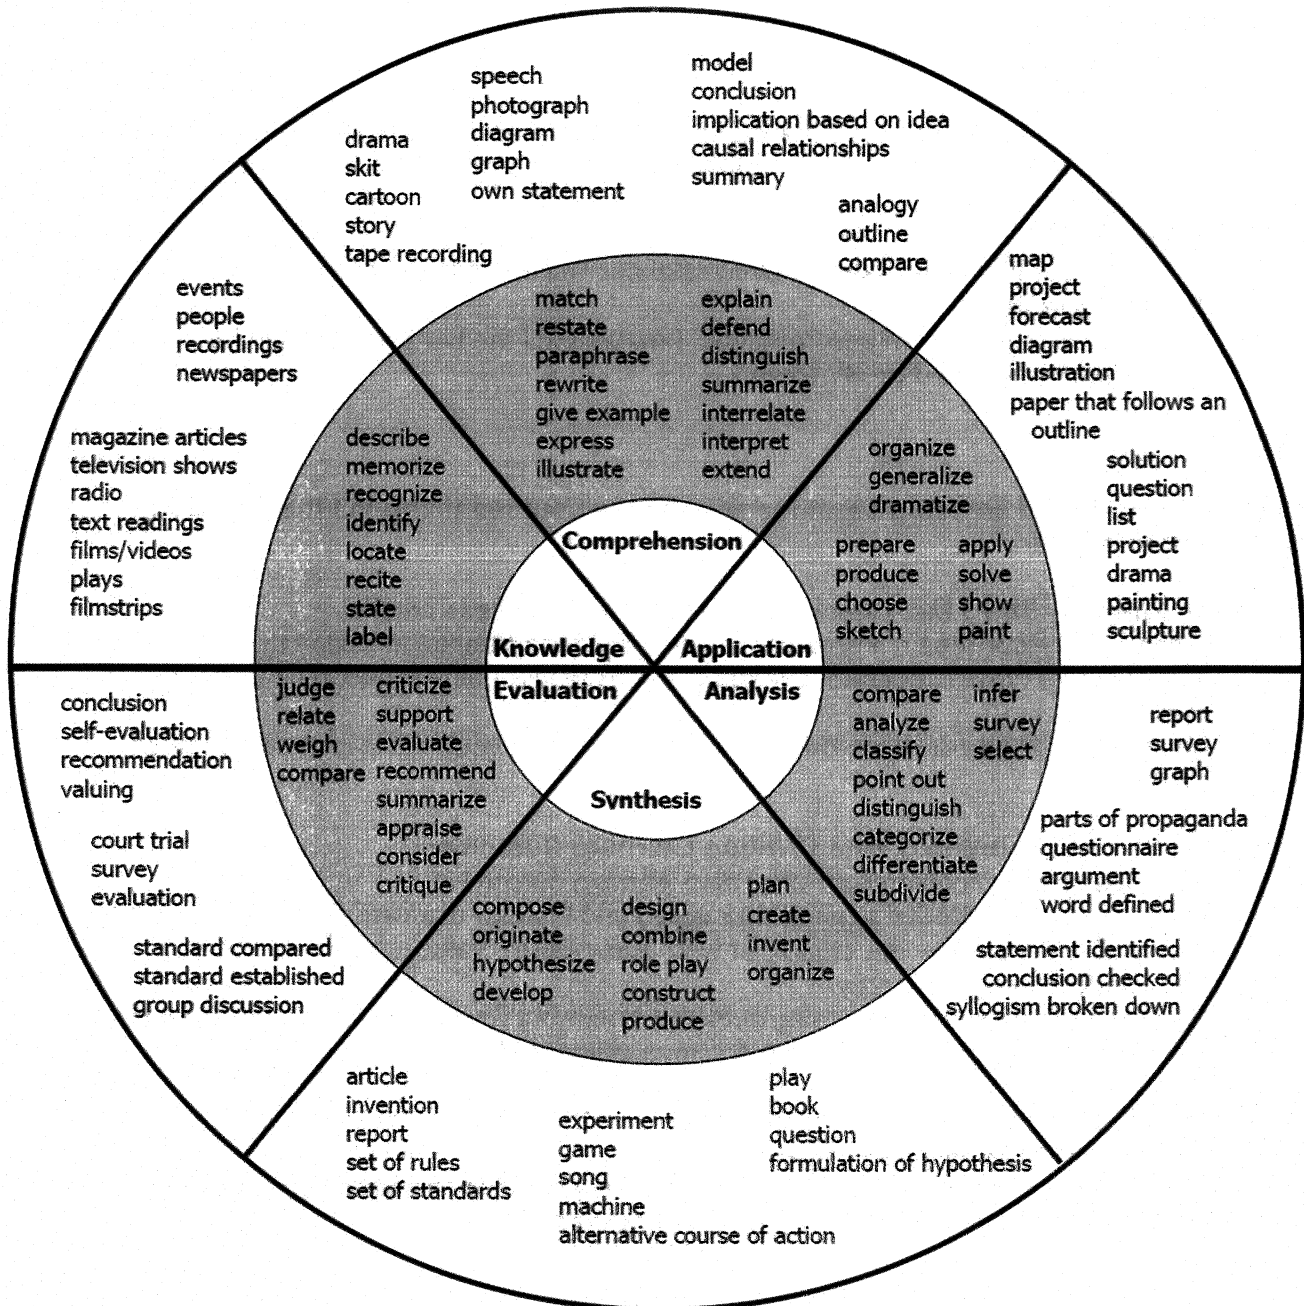 speech
photograph
diagram
graph
own statement
model
conclusion
implication based on idea
causal relationships
summary
drama
skit
cartoon
story
tape recording
analogy
outline
compare
match
restate
paraphrase
rewrite
give example
express
illustrate
explain
defend
distinguish
summarize
interrelate
interpret
extend
Comprehension
events
people
recordings
newspapers
magazine articles
television shows
radio
text readings
films/videos
plays
filmstrips
describe
memorize
recognize
identify
locate
recite
state
label
Knowledge
map
project
forecast
diagram
illustration
paper that follows an
outline
solution
question
list
project
drama
painting
sculpture
organize
generalize
dramatize
prepare
produce
choose
sketch
apply
solve
show
paint
Application
Evaluation
judge
relate
weigh
compare
criticize
support
evaluate
recommend
summarize
appraise
consider
critique
conclusion
self-evaluation
recommendation
valuing
court trial
survey
evaluation
standard compared
standard established
group discussion
Analysis
compare
analyze
classify
point out
distinguish
categorize
differentiate
subdivide
infer
survey
select
report
survey
graph
parts of propaganda
questionnaire
argument
word defined
statement identified
conclusion checked
syllogism broken down
Synthesis
compose
originate
hypothesize
develop
design
combine
role play
construct
produce
plan
create
invent
organize
article
invention
report
set of rules
set of standards
experiment
game
song
machine
alternative course of action
play
book
question
formulation of hypothesis